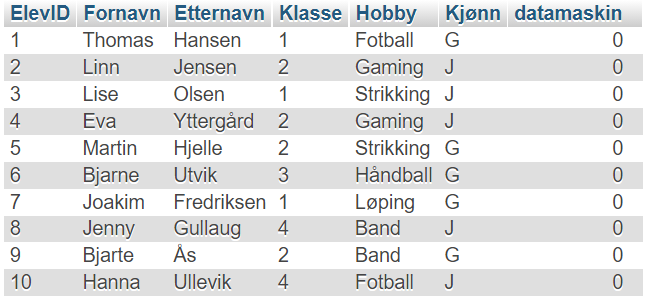 ElevID Fornavn Etternavn Klasse Hobby Kjønn datamaskin
1 Thomas Hansen 1 Fotball G 0
2 Linn Jensen 2 Gaming J 0
3 Lise Olsen 1 Strikking J 0
4 Eva Yttergård 2 Gaming J 0
5 Martin Hjelle 2 Strikking G 0
6 Bjarne Utvik 3 Håndball G 0
7 Joakim Fredriksen 1 Løping G 0
8 Jenny Gullaug 4 Band J 0
9 Bjarte Ås 2 Band G 0
10 Hanna Ullevik 4 Fotball J 0